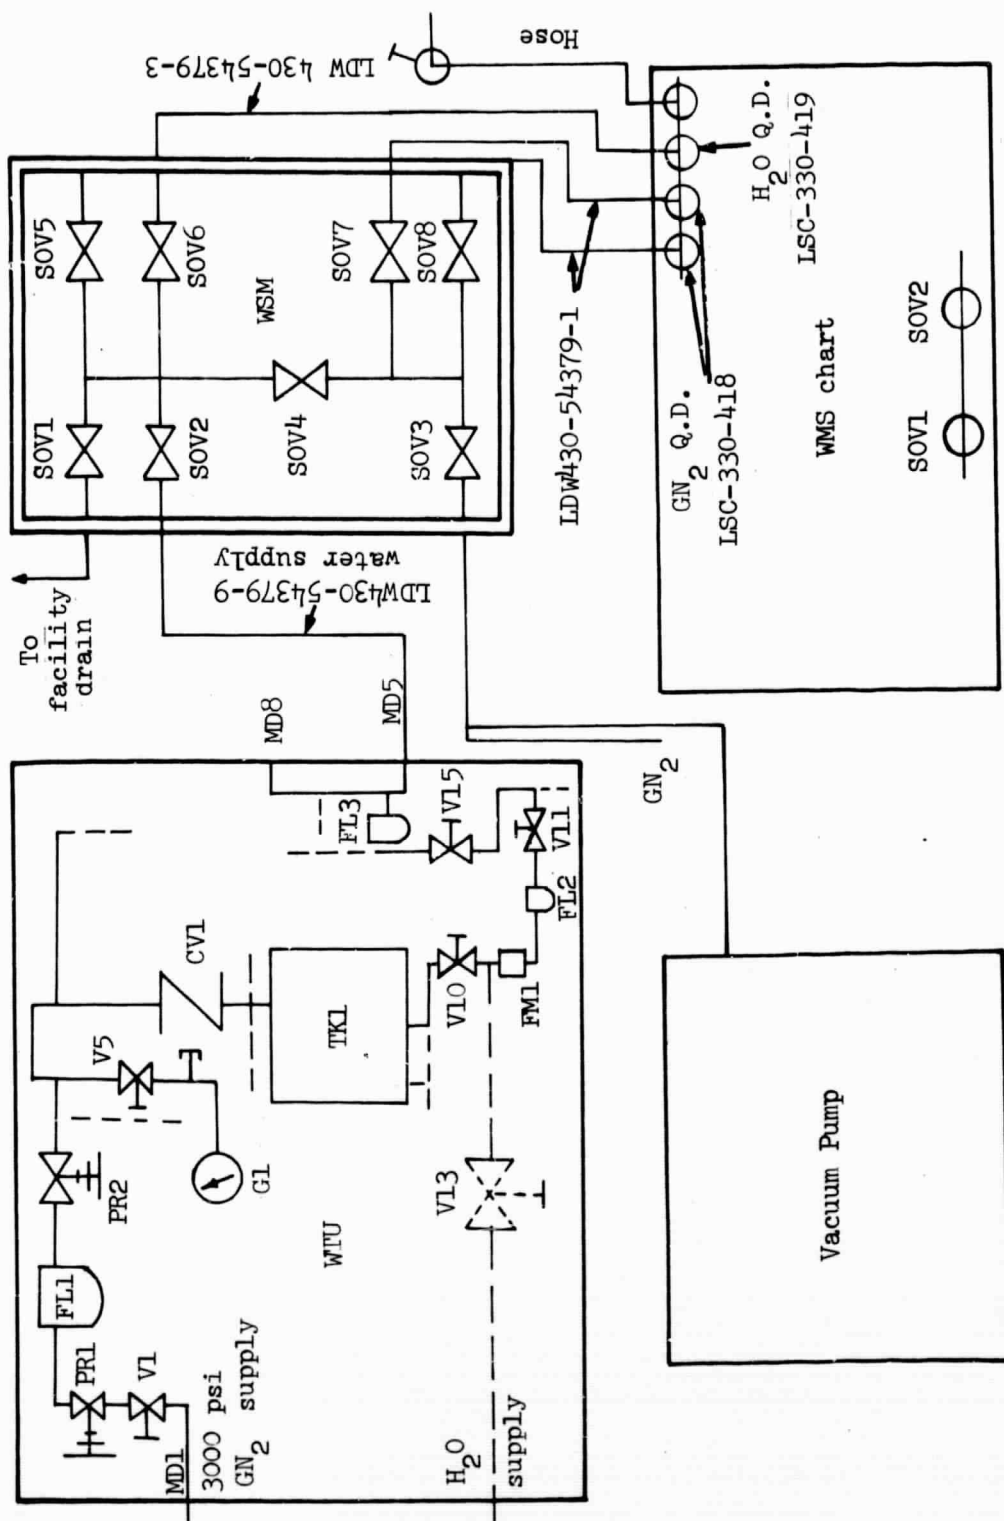 MD1
3000 psi
GN2 supply
H2O
supply
V1
PR1
FL1
PR2
G1
V5
CV1
TK1
WTU
V13
V10
FM1
FL2
V11
V15
FL3
MD8
MD5
GN2
To
facility
drain
LDW430-54379-9
water supply
SOV1
SOV2
SOV3
SOV4
WSM
SOV5
SOV6
SOV7
SOV8
LDW 430-54379-3
Hose
LDW430-54379-1
GN2 Q.D.
LSC-330-418
H2O Q.D.
LSC-330-419
WMS chart
SOV1
SOV2
Vacuum Pump